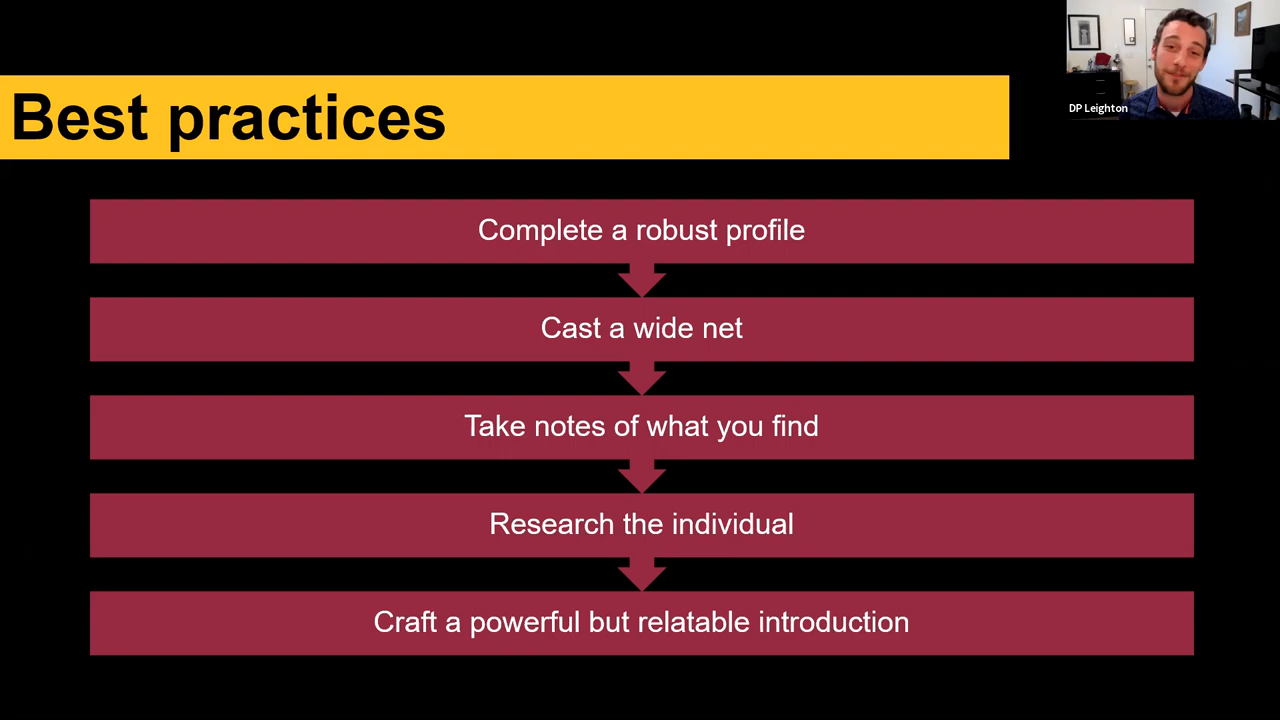 Best practices
DP Leighton
Complete a robust profile
Cast a wide net
Take notes of what you find
Research the individual
Craft a powerful but relatable introduction